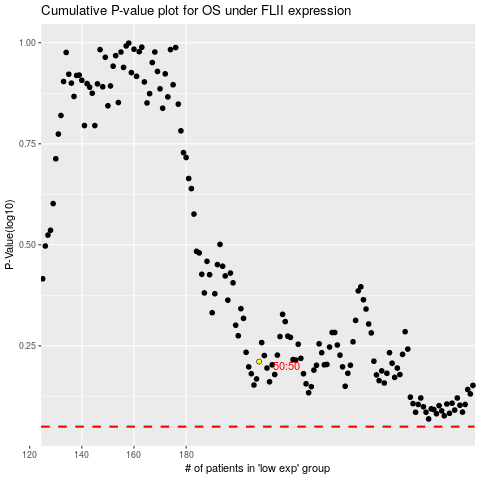 Cumulative P-value plot for OS under FLII expression
P-Value(log10)
1.00
0.75
0.50
0.25
50:50
120 140 160 180
# of patients in 'low exp' group